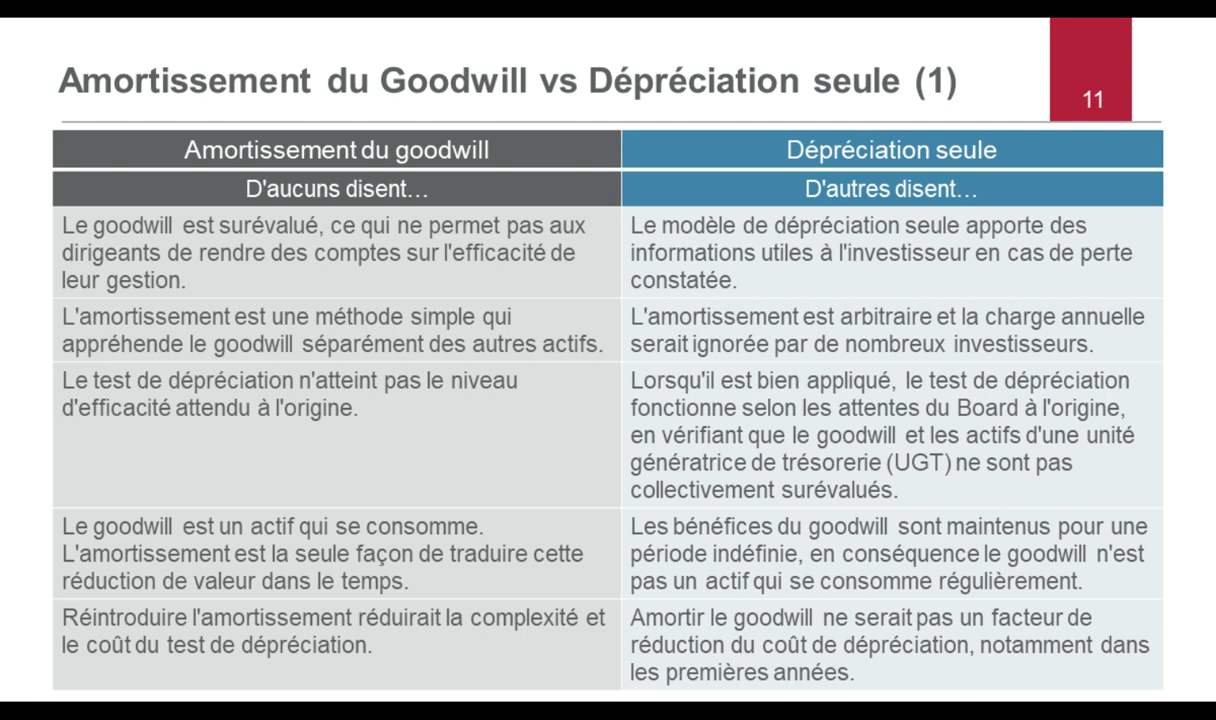 Amortissement du Goodwill vs Dépréciation seule (1)
11
Amortissement du goodwill
Dépréciation seule
D'aucuns disent…
D'autres disent…
Le goodwill est surévalué, ce qui ne permet pas aux
dirigeants de rendre des comptes sur l'efficacité de
leur gestion.
Le modèle de dépréciation seule apporte des
informations utiles à l'investisseur en cas de perte
constatée.
L'amortissement est une méthode simple qui
appréhende le goodwill séparément des autres actifs.
L'amortissement est arbitraire et la charge annuelle
serait ignorée par de nombreux investisseurs.
Le test de dépréciation n'atteint pas le niveau
d'efficacité attendu à l'origine.
Lorsqu'il est bien appliqué, le test de dépréciation
fonctionne selon les attentes du Board à l'origine,
en vérifiant que le goodwill et les actifs d'une unité
génératrice de trésorerie (UGT) ne sont pas
collectivement surévalués.
Le goodwill est un actif qui se consomme.
L'amortissement est la seule façon de traduire cette
réduction de valeur dans le temps.
Les bénéfices du goodwill sont maintenus pour une
période indéfinie, en conséquence le goodwill n'est
pas un actif qui se consomme régulièrement.
Réintroduire l'amortissement réduirait la complexité et
le coût du test de dépréciation.
Amortir le goodwill ne serait pas un facteur de
réduction du coût de dépréciation, notamment dans
les premières années.